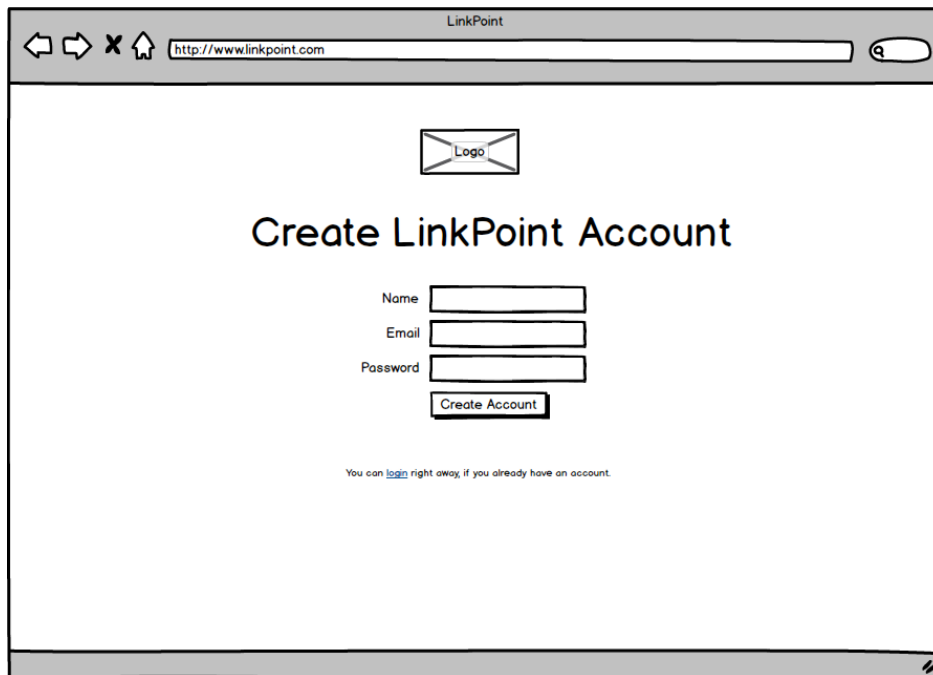 LinkPoint
http://www.linkpoint.com
Logo
Create LinkPoint Account
Name
Email
Password
Create Account
You can login right away, if you already have an account.